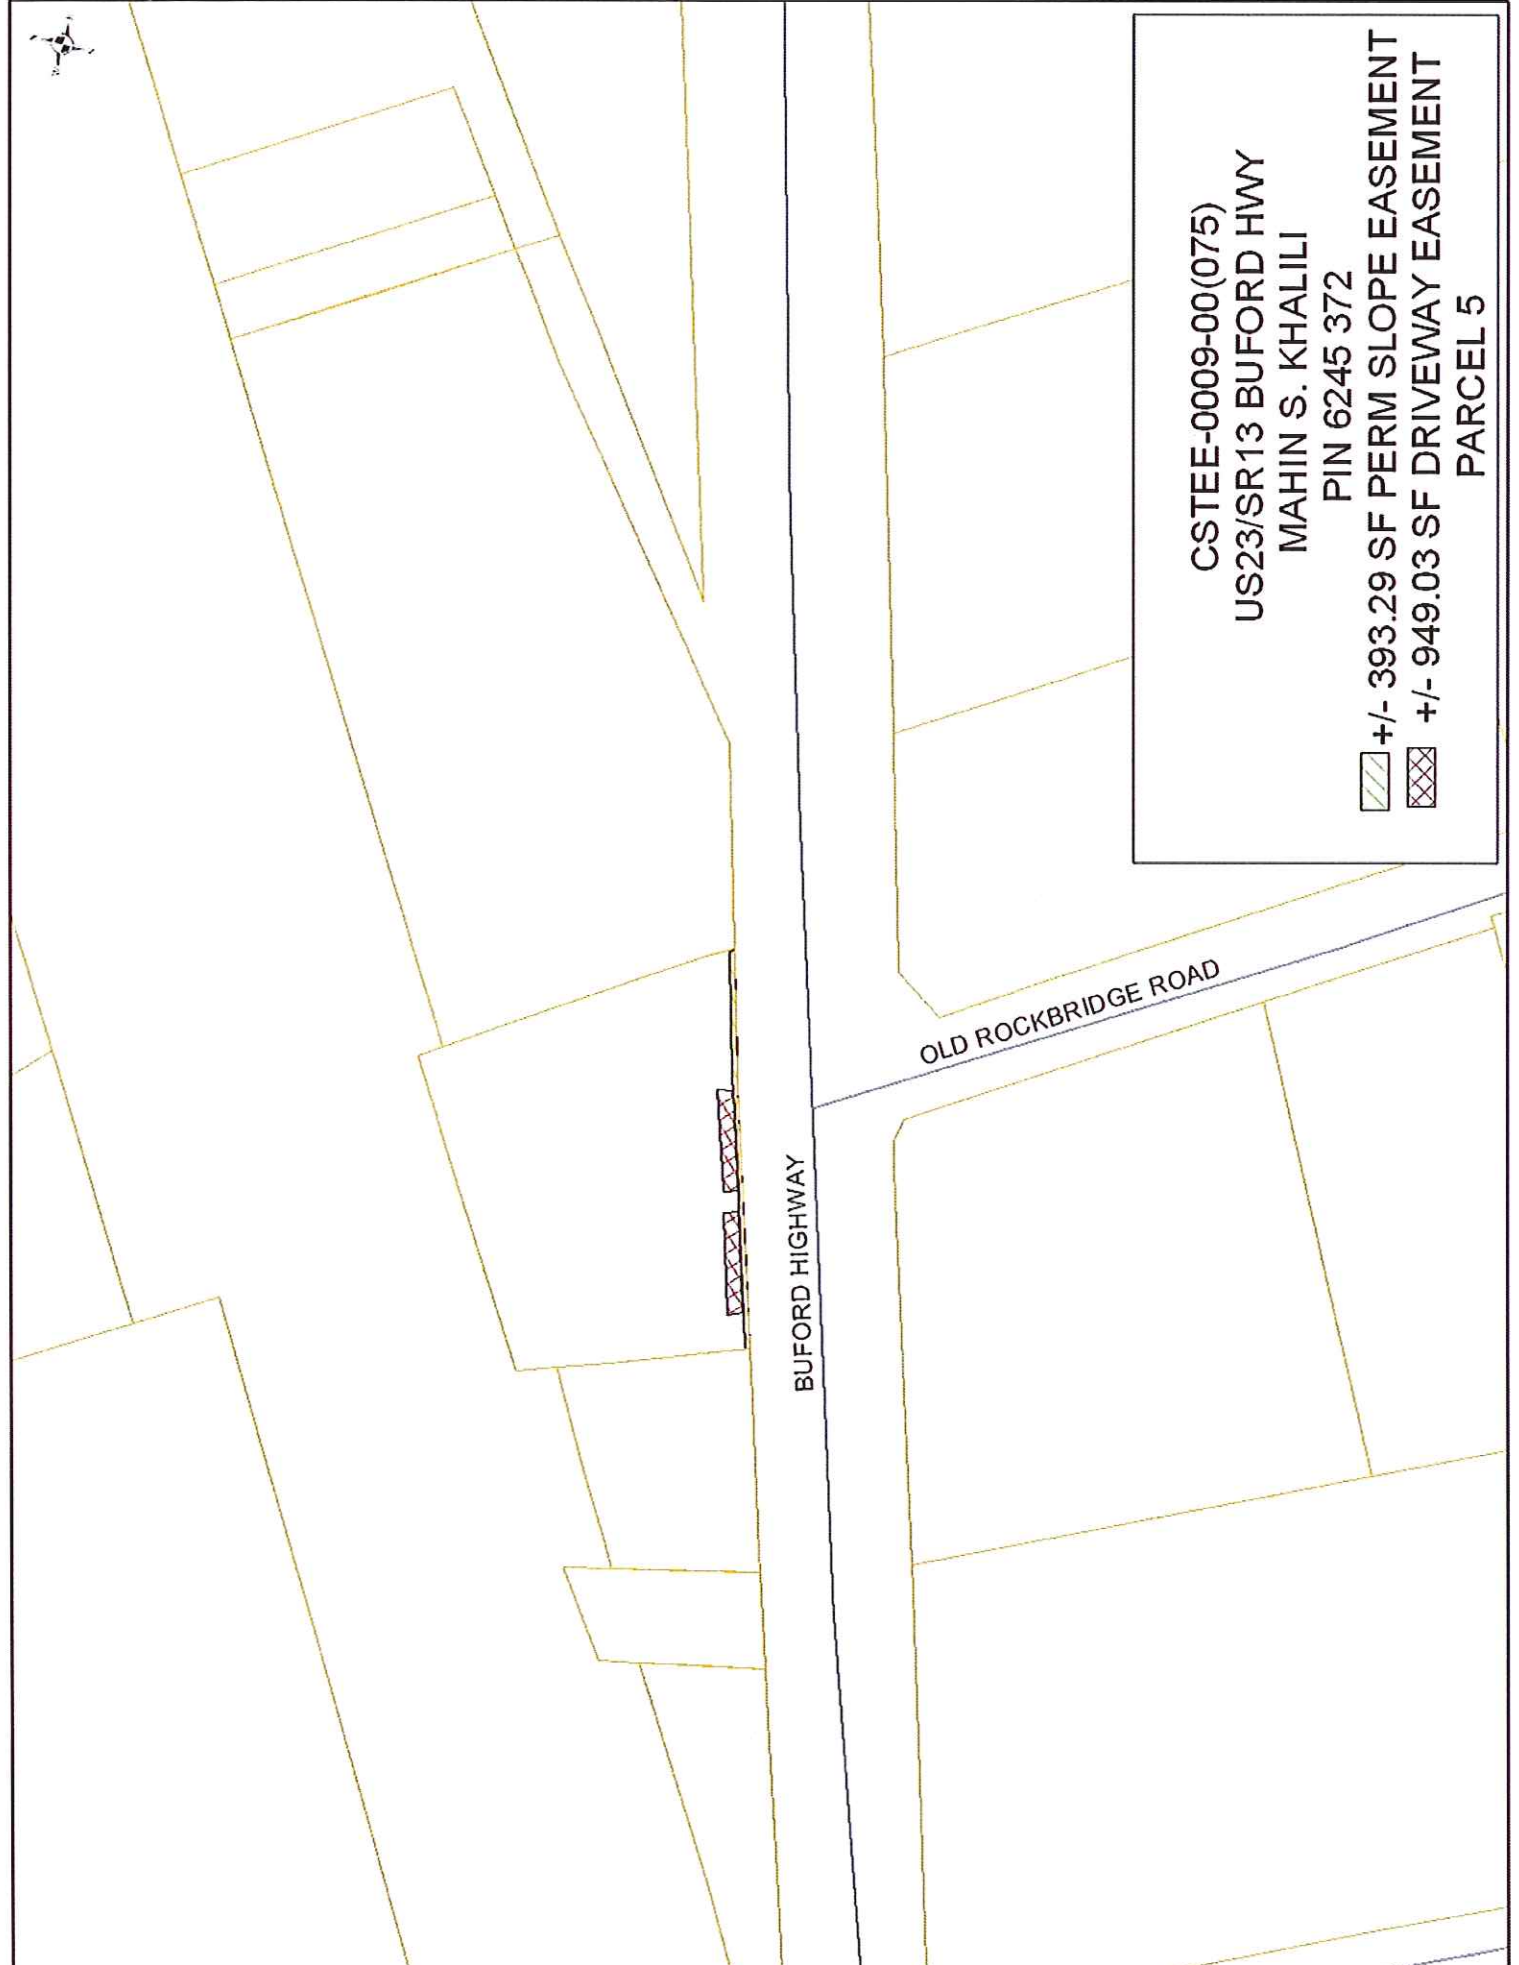 CSTEE-0009-00(075)
US23/SR13 BUFORD HWY
MAHIN S. KHALILI
PIN 6245 372
+/- 393.29 SF PERM SLOPE EASEMENT
+/- 949.03 SF DRIVEWAY EASEMENT
PARCEL 5
BUFORD HIGHWAY
OLD ROCKBRIDGE ROAD